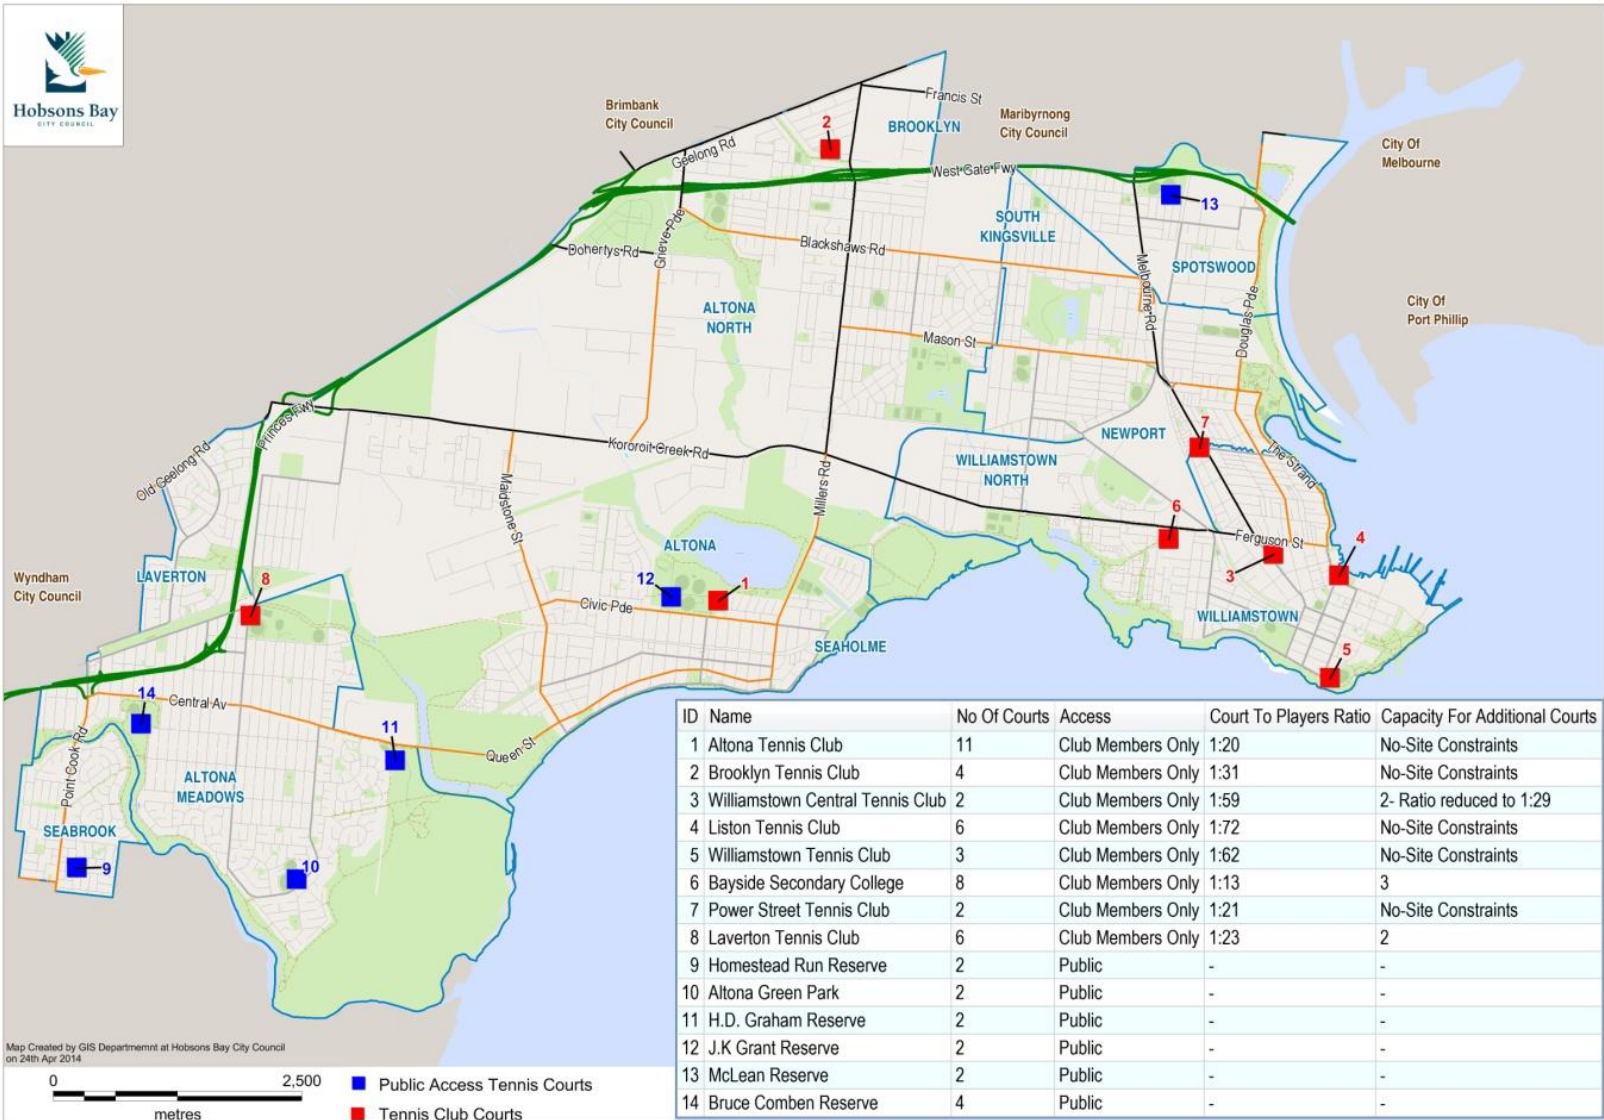 Hobsons Bay
CITY COUNCIL
Brimbank
City Council
Maribyrnong
City Council
City Of
Melbourne
City Of
Port Phillip
Wyndham
City Council
Francis St
BROOKLYN
2
Geelong Rd
West Gate Fwy
13
SOUTH
KINGSVILLE
Grieve Pde
Dohertys Rd
Blackshaws Rd
Melbourne Rd
SPOTSWOOD
Douglas Pde
ALTONA
NORTH
Mason St
Princes Fwy
Old Geelong Rd
Kororoit Creek Rd
NEWPORT
7
The Strand
WILLIAMSTOWN
NORTH
Maidstone St
Millers Rd
6
Ferguson St
4
3
ALTONA
LAVERTON
8
12
1
Civic Pde
WILLIAMSTOWN
SEAHOLME
5
14
Central Av
11
Queen St
Point Cook Rd
ALTONA
MEADOWS
SEABROOK
9
10
ID Name No Of Courts Access Court To Players Ratio Capacity For Additional Courts
1 Altona Tennis Club 11 Club Members Only 1:20 No-Site Constraints
2 Brooklyn Tennis Club 4 Club Members Only 1:31 No-Site Constraints
3 Williamstown Central Tennis Club 2 Club Members Only 1:59 2- Ratio reduced to 1:29
4 Liston Tennis Club 6 Club Members Only 1:72 No-Site Constraints
5 Williamstown Tennis Club 3 Club Members Only 1:62 No-Site Constraints
6 Bayside Secondary College 8 Club Members Only 1:13 3
7 Power Street Tennis Club 2 Club Members Only 1:21 No-Site Constraints
8 Laverton Tennis Club 6 Club Members Only 1:23 2
9 Homestead Run Reserve 2 Public - -
10 Altona Green Park 2 Public - -
11 H.D. Graham Reserve 2 Public - -
12 J.K Grant Reserve 2 Public - -
13 McLean Reserve 2 Public - -
14 Bruce Comben Reserve 4 Public - -
Map Created by GIS Departmemnt at Hobsons Bay City Council
on 24th Apr 2014
0 2,500
metres
Public Access Tennis Courts
Tennis Club Courts